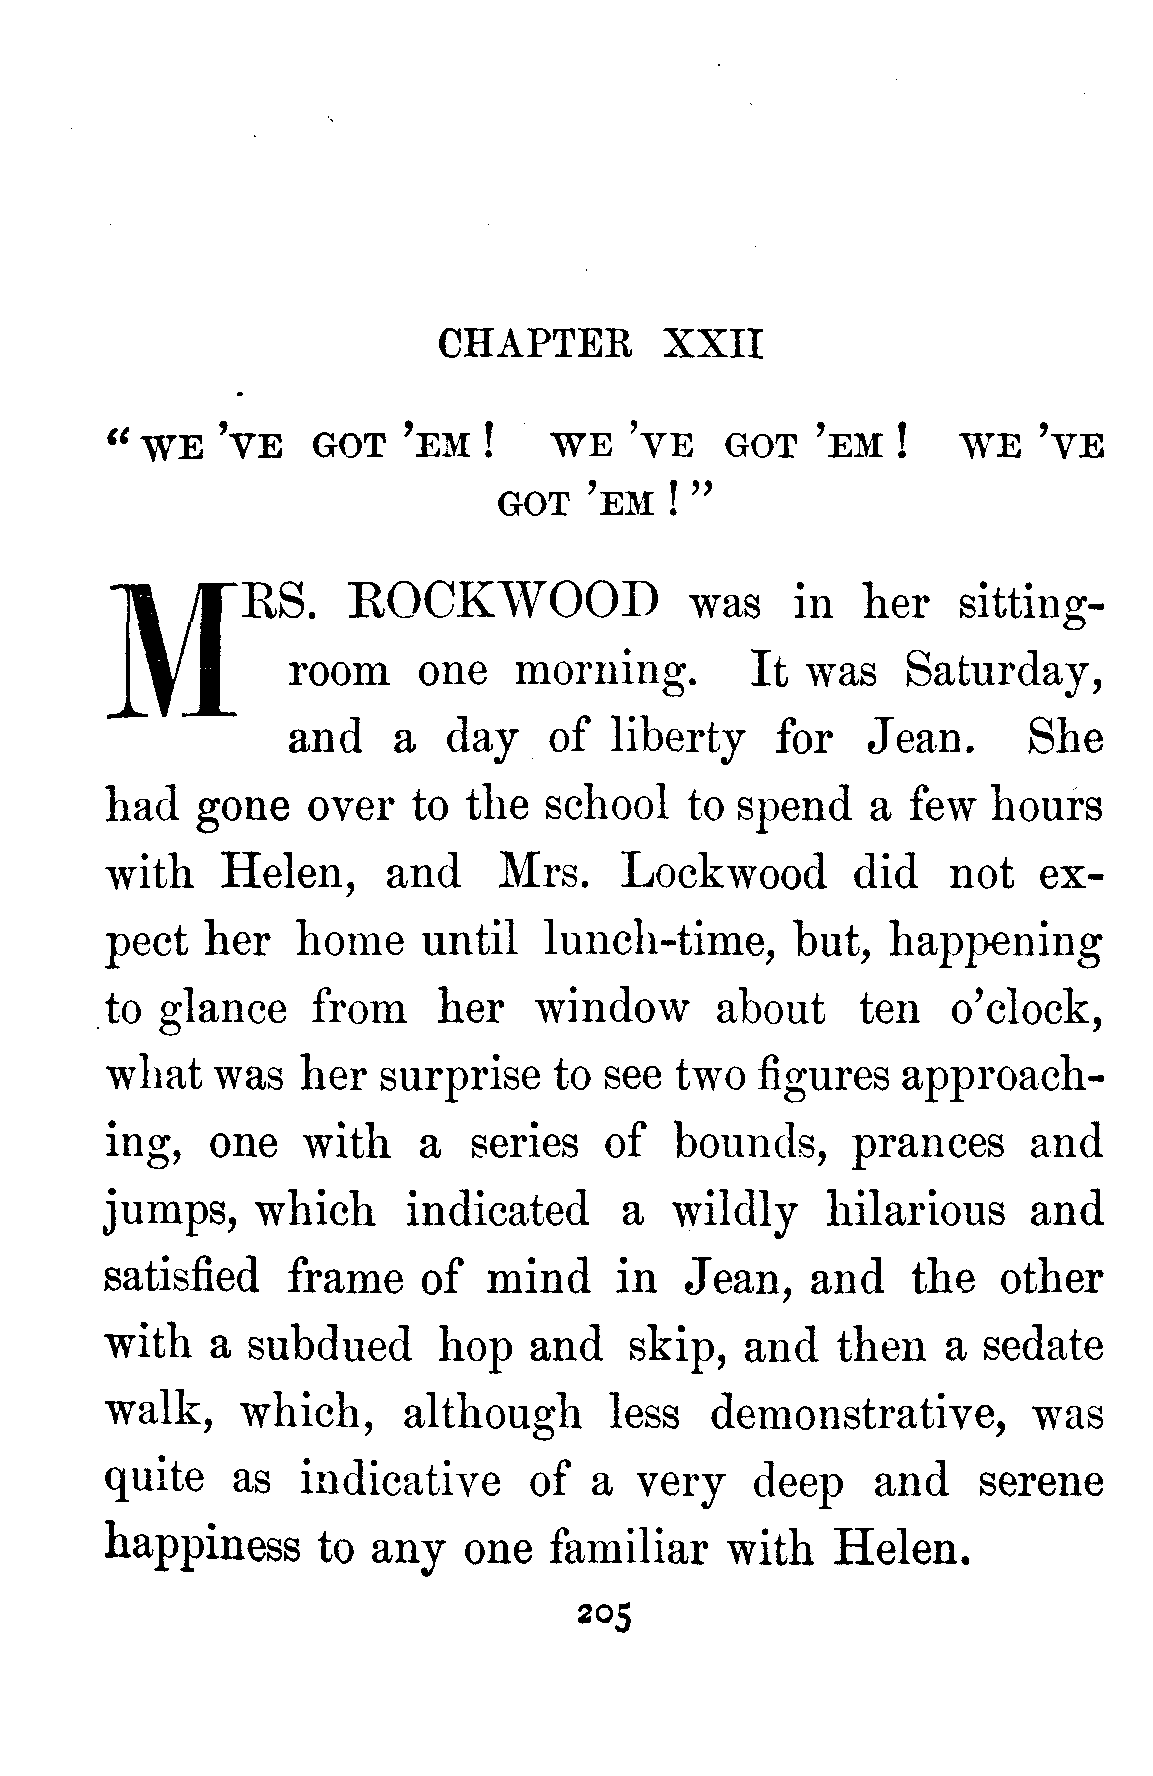 CHAPTER XXII
“WE ’VE GOT ’EM! WE ’VE GOT ’EM! WE ’VE
GOT ’EM!”
MRS. ROCKWOOD was in her sitting-
room one morning. It was Saturday,
and a day of liberty for Jean. She
had gone over to the school to spend a few hours
with Helen, and Mrs. Lockwood did not ex-
pect her home until lunch-time, but, happening
to glance from her window about ten o’clock,
what was her surprise to see two figures approach-
ing, one with a series of bounds, prances and
jumps, which indicated a wildly hilarious and
satisfied frame of mind in Jean, and the other
with a subdued hop and skip, and then a sedate
walk, which, although less demonstrative, was
quite as indicative of a very deep and serene
happiness to any one familiar with Helen.
205